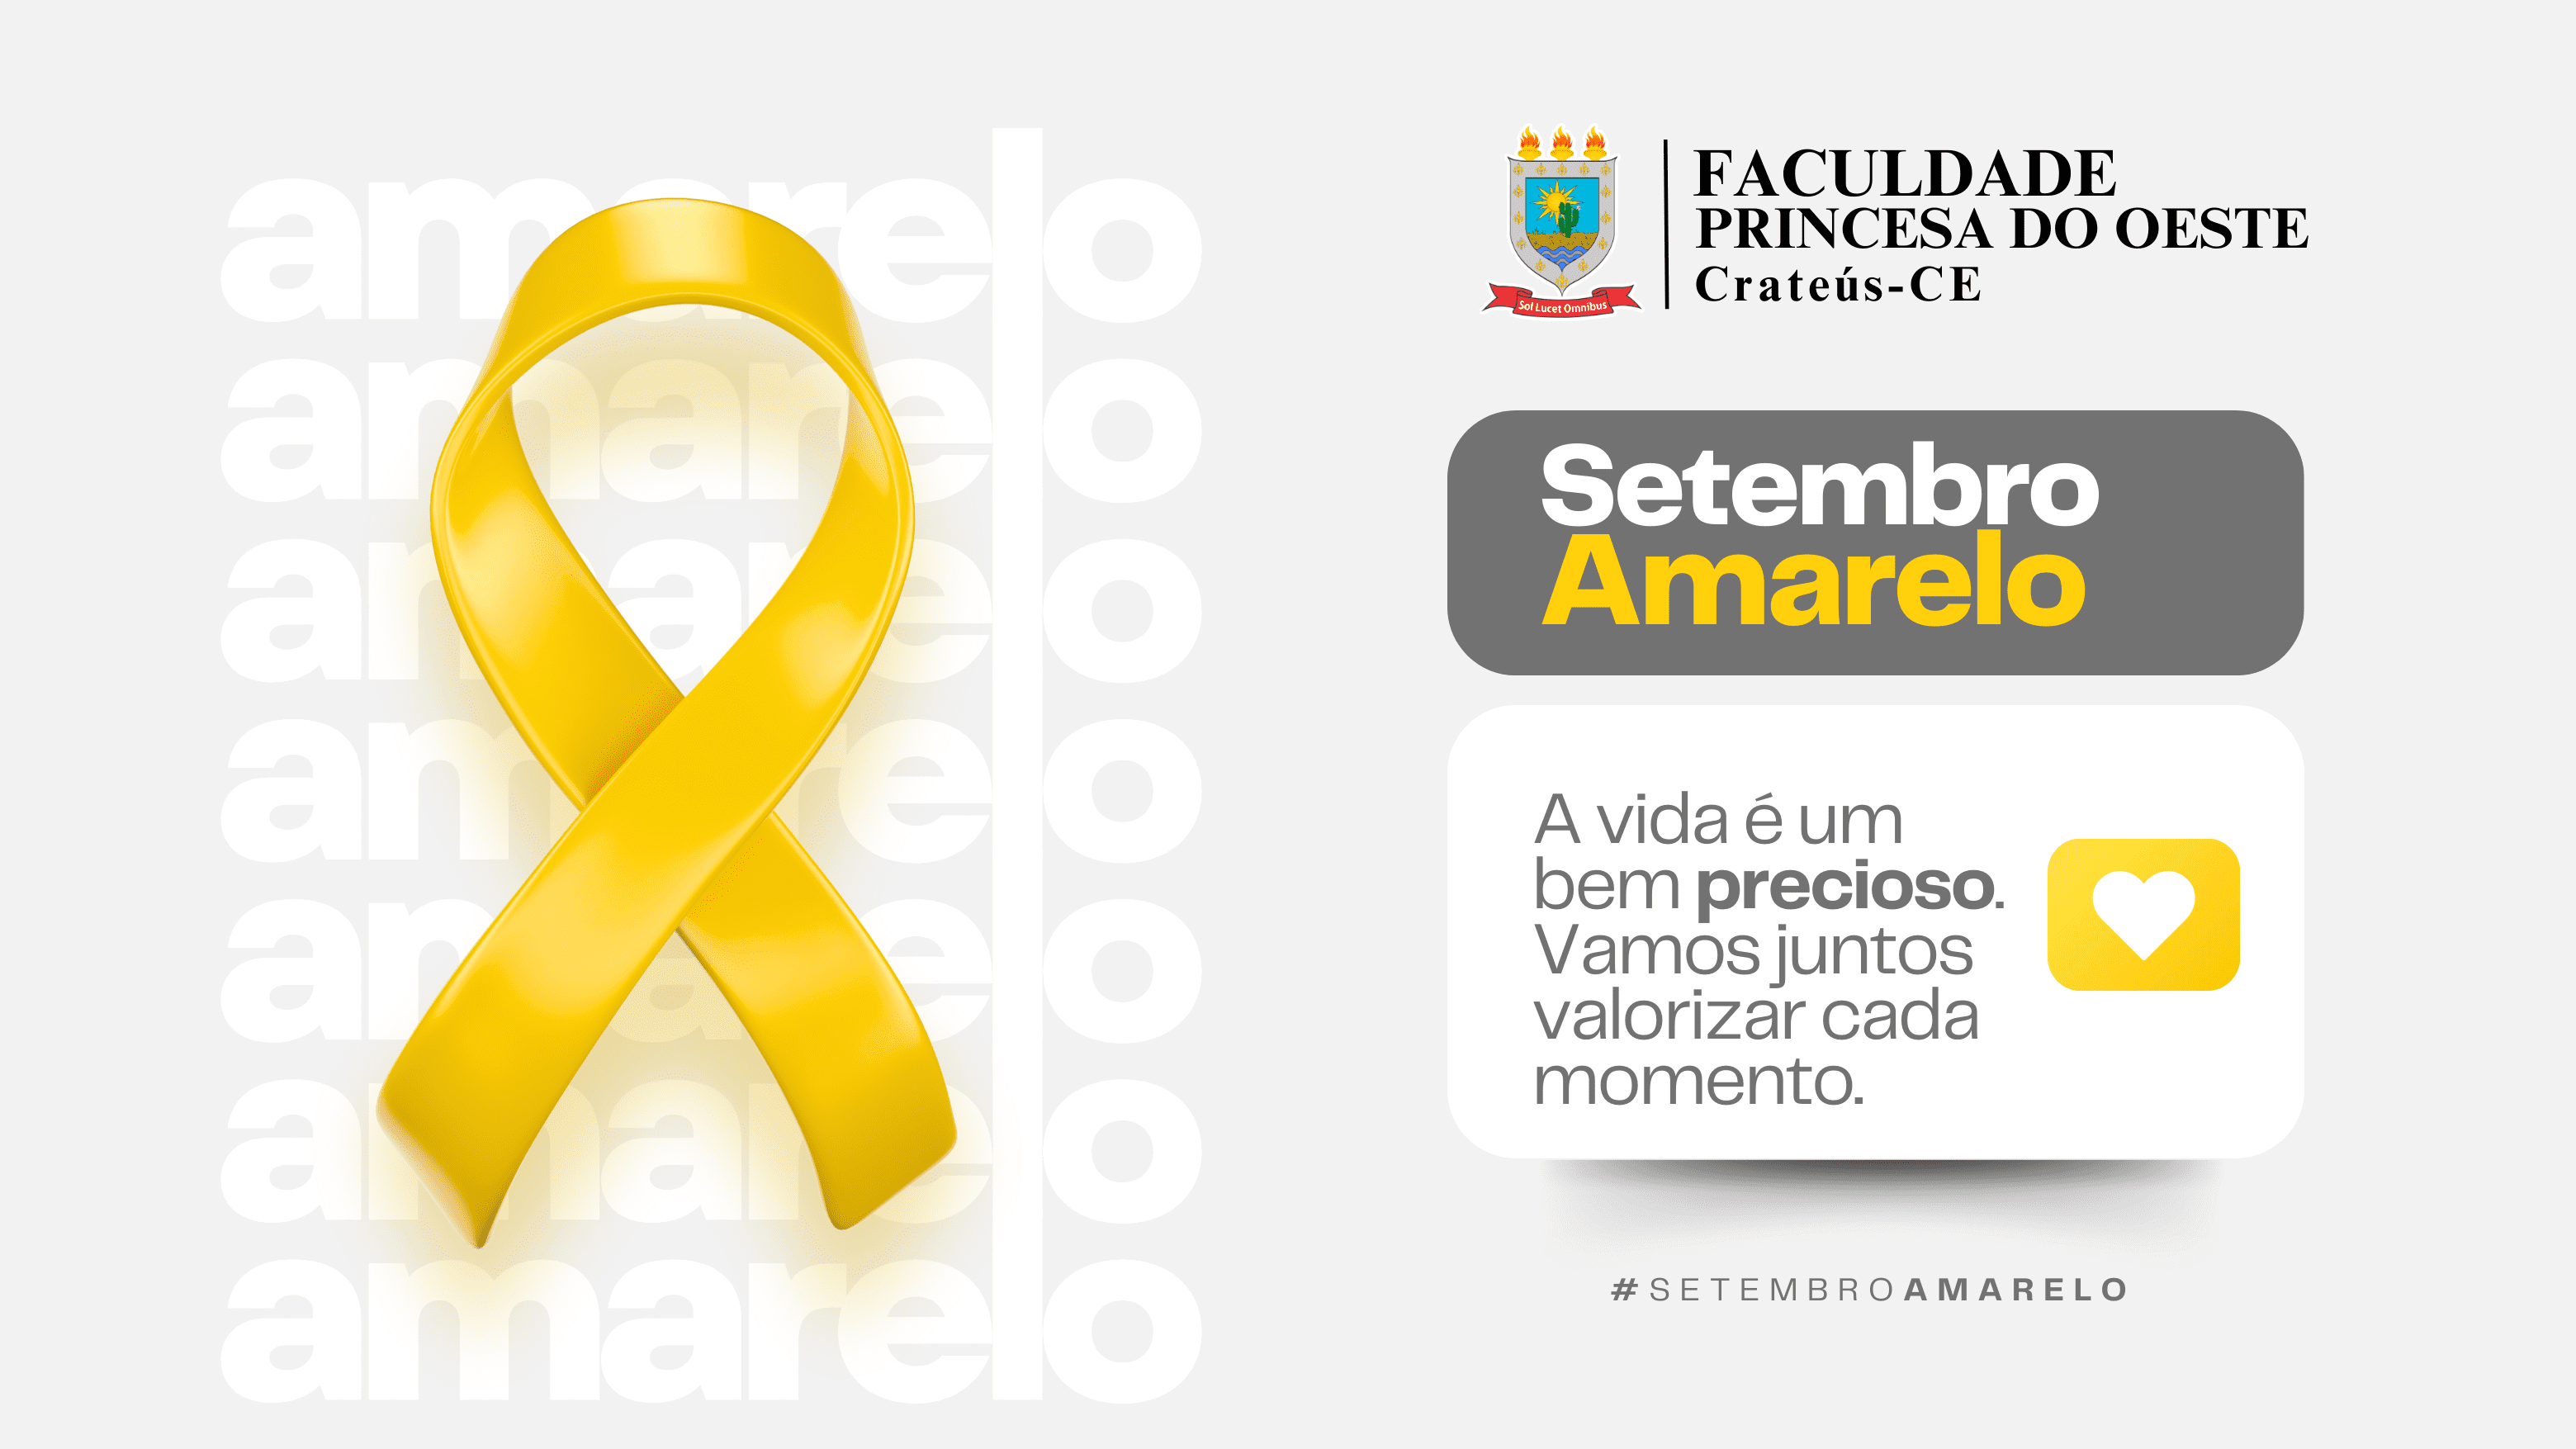 amarelo
amarelo
amarelo
amarelo
amarelo
amarelo
amarelo
FACULDADE
PRINCESA DO OESTE
Crateús-CE
Sol Lucet Omnibus
Setembro
Amarelo
A vida é um
bem precioso.
Vamos juntos
valorizar cada
momento.
#SETEMBROAMARELO